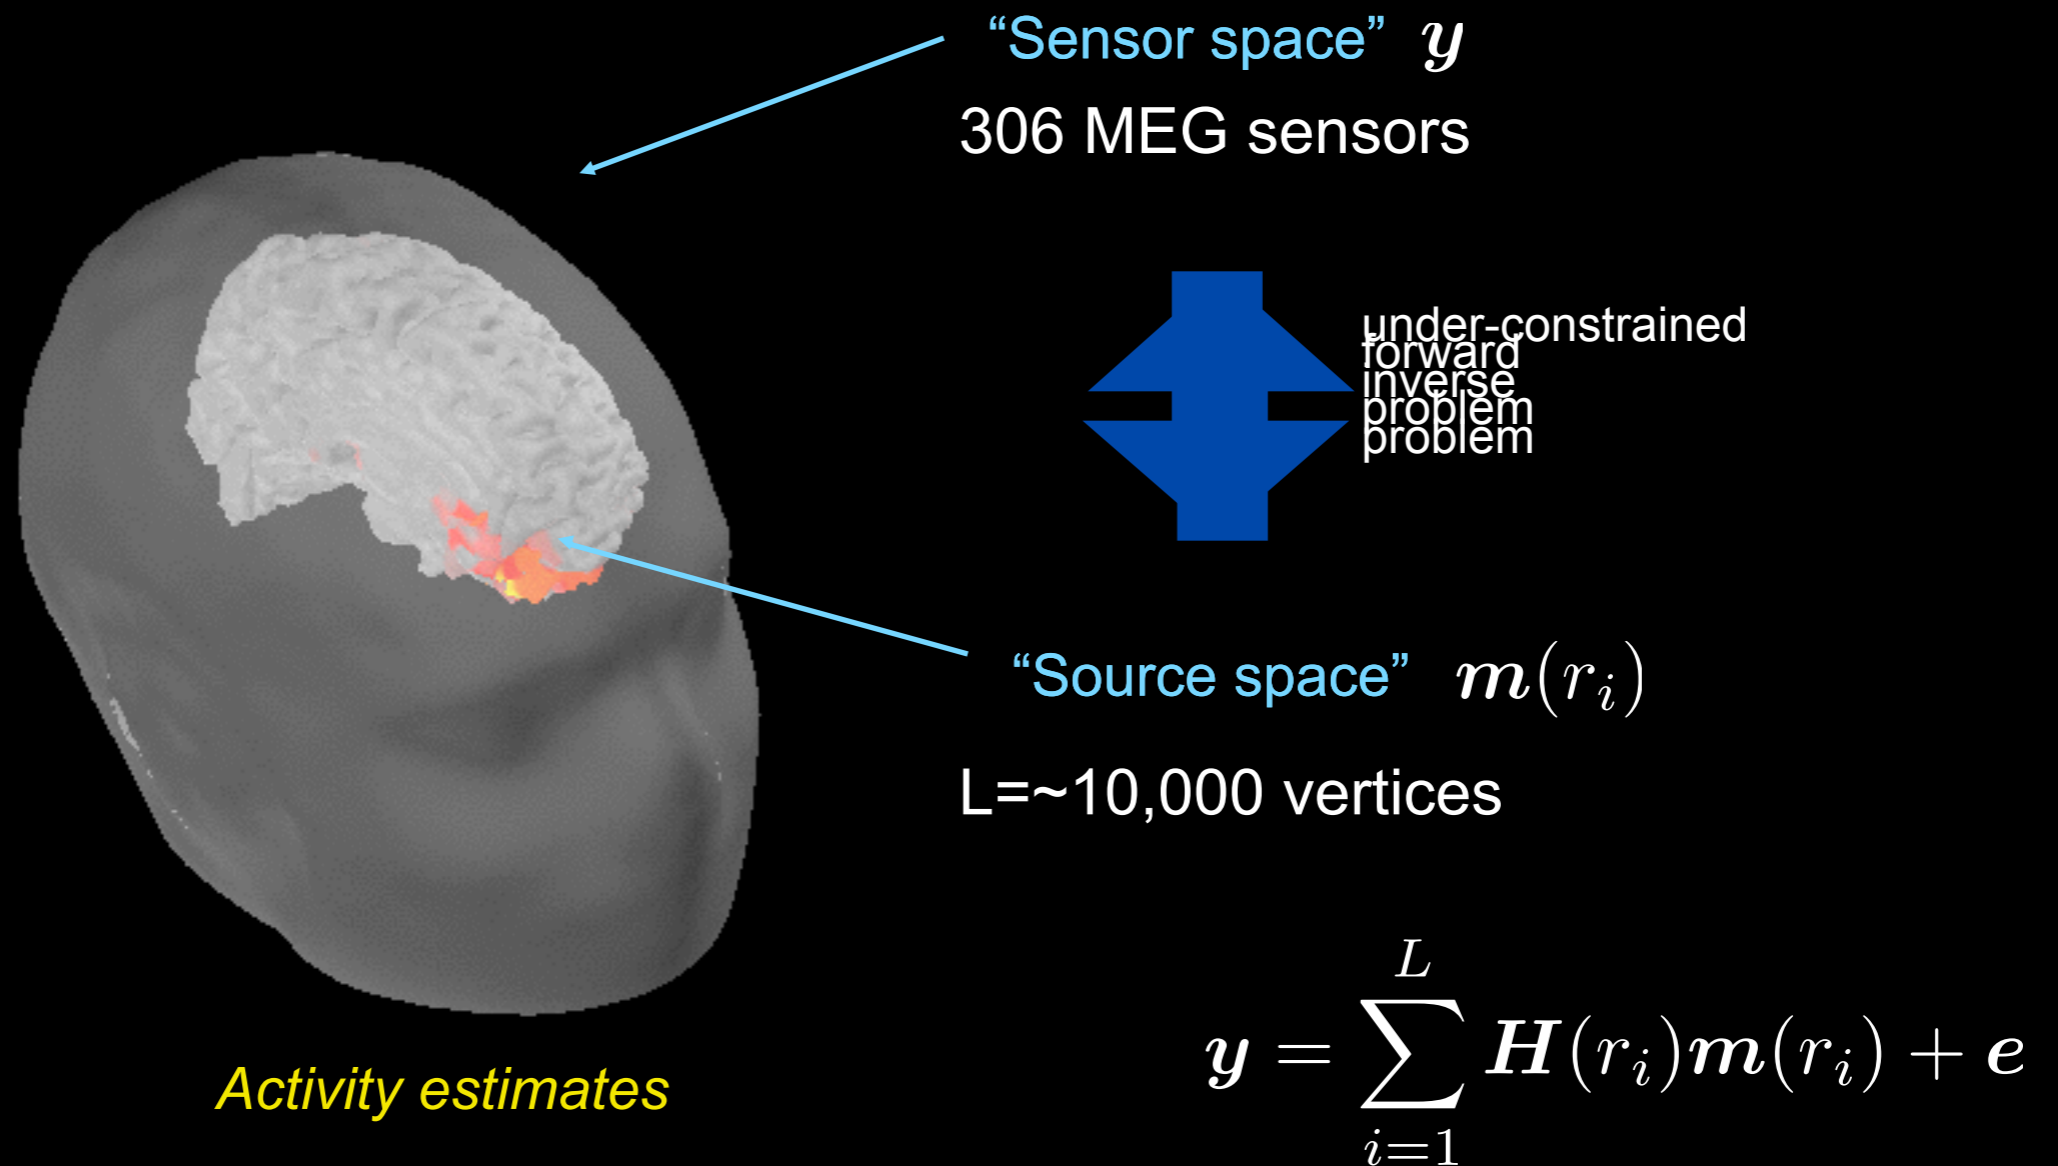 “Sensor space” y
306 MEG sensors
under-constrained
forward
inverse
problem
problem
“Source space” m(r_i)
L=~10,000 vertices
y = \sum_{i=1}^{L} H(r_i)m(r_i) + e
Activity estimates